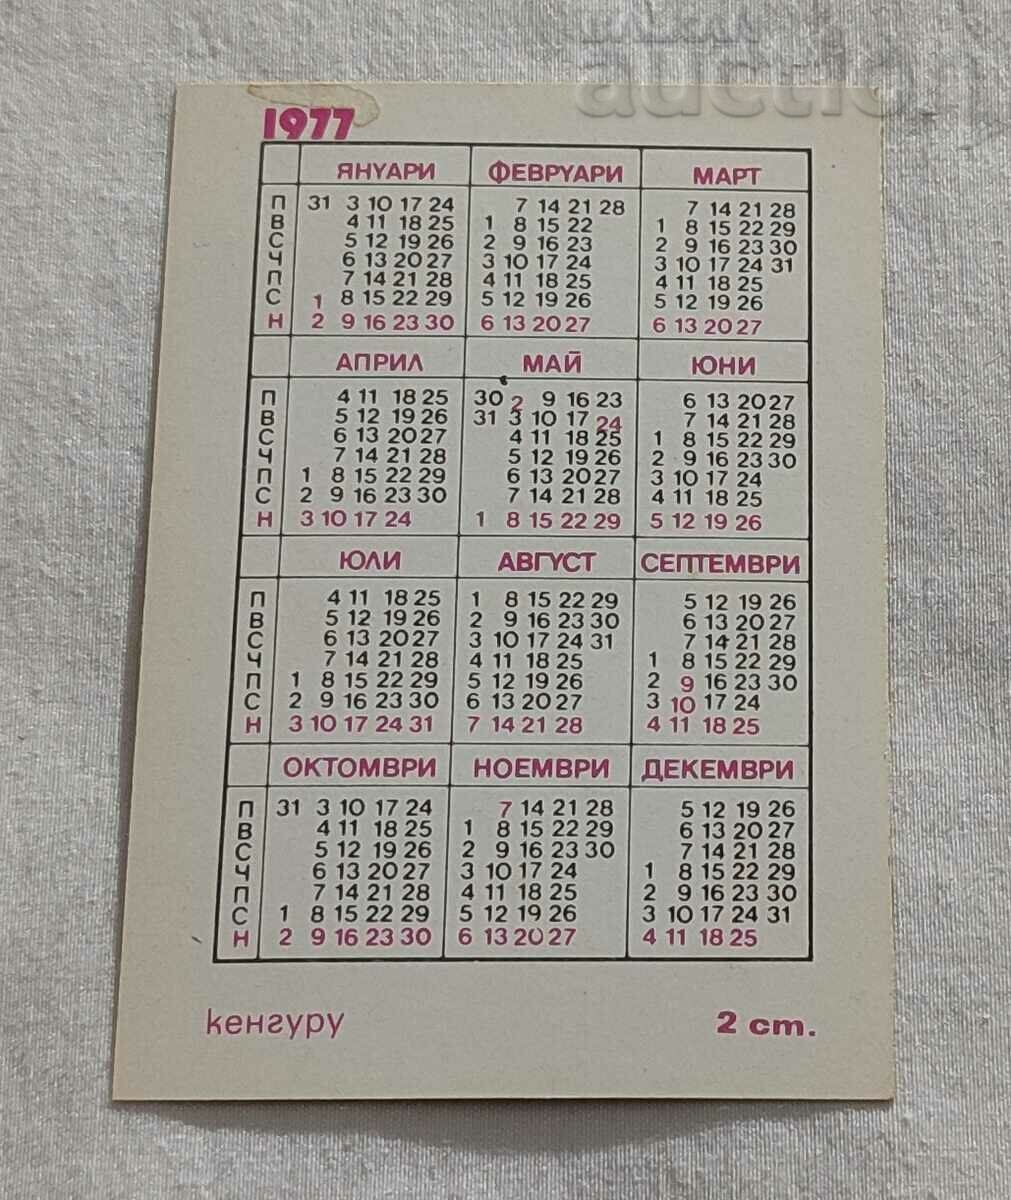 БАЛКАН
auction
1977
ЯНУАРИ ФЕВРУАРИ МАРТ
П 31 3 10 17 24 7 14 21 28 7 14 21 28
В 4 11 18 25 1 8 15 22 1 8 15 22 29
С 5 12 19 26 2 9 16 23 2 9 16 23 30
Ч 6 13 20 27 3 10 17 24 3 10 17 24 31
П 7 14 21 28 4 11 18 25 4 11 18 25
С 1 8 15 22 29 5 12 19 26 5 12 19 26
Н 2 9 16 23 30 6 13 20 27 6 13 20 27
АПРИЛ МАЙ ЮНИ
П 4 11 18 25 30 2 9 16 23 6 13 20 27
В 5 12 19 26 31 3 10 17 24 7 14 21 28
С 6 13 20 27 4 11 18 25 1 8 15 22 29
Ч 7 14 21 28 5 12 19 26 2 9 16 23 30
П 1 8 15 22 29 6 13 20 27 3 10 17 24
С 2 9 16 23 30 7 14 21 28 4 11 18 25
Н 3 10 17 24 1 8 15 22 29 5 12 19 26
ЮЛИ АВГУСТ СЕПТЕМВРИ
П 4 11 18 25 1 8 15 22 29 5 12 19 26
В 5 12 19 26 2 9 16 23 30 6 13 20 27
С 6 13 20 27 3 10 17 24 31 7 14 21 28
Ч 7 14 21 28 4 11 18 25 1 8 15 22 29
П 1 8 15 22 29 5 12 19 26 2 9 16 23 30
С 2 9 16 23 30 6 13 20 27 3 10 17 24
Н 3 10 17 24 31 7 14 21 28 4 11 18 25
ОКТОМВРИ НОЕМВРИ ДЕКЕМВРИ
П 31 3 10 17 24 7 14 21 28 5 12 19 26
В 4 11 18 25 1 8 15 22 29 6 13 20 27
С 5 12 19 26 2 9 16 23 30 7 14 21 28
Ч 6 13 20 27 3 10 17 24 1 8 15 22 29
П 7 14 21 28 4 11 18 25 2 9 16 23 30
С 1 8 15 22 29 5 12 19 26 3 10 17 24 31
Н 2 9 16 23 30 6 13 20 27 4 11 18 25
кенгуру 2 ст.